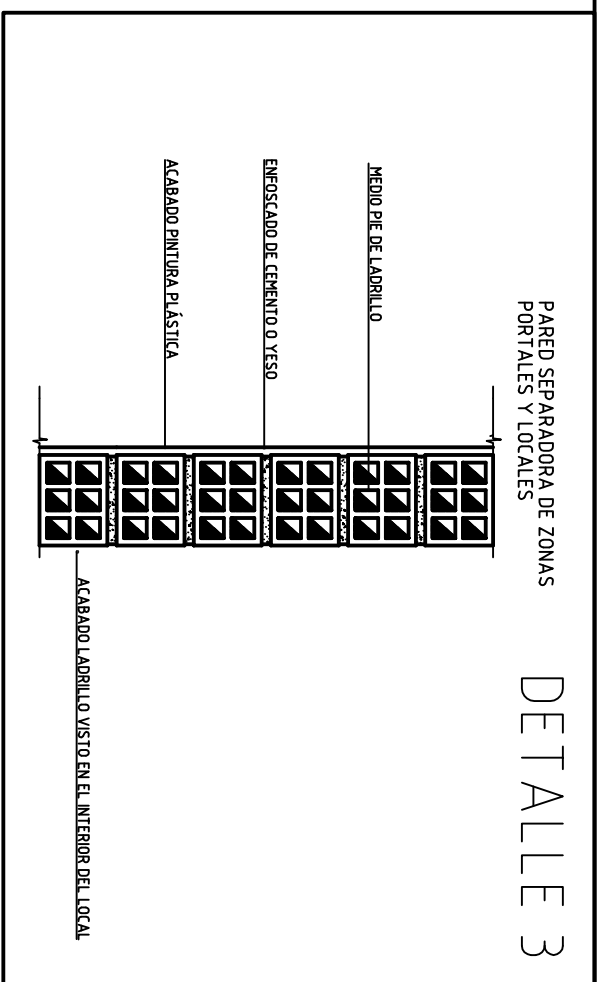 PARED SEPARADORA DE ZONAS
PORTALES Y LOCALES
DETALLE 3
MEDIO PIE DE LADRILLO
ENFOSCADO DE CEMENTO O YESO
ACABADO PINTURA PLÁSTICA
ACABADO LADRILLO VISTO EN EL INTERIOR DEL LOCAL